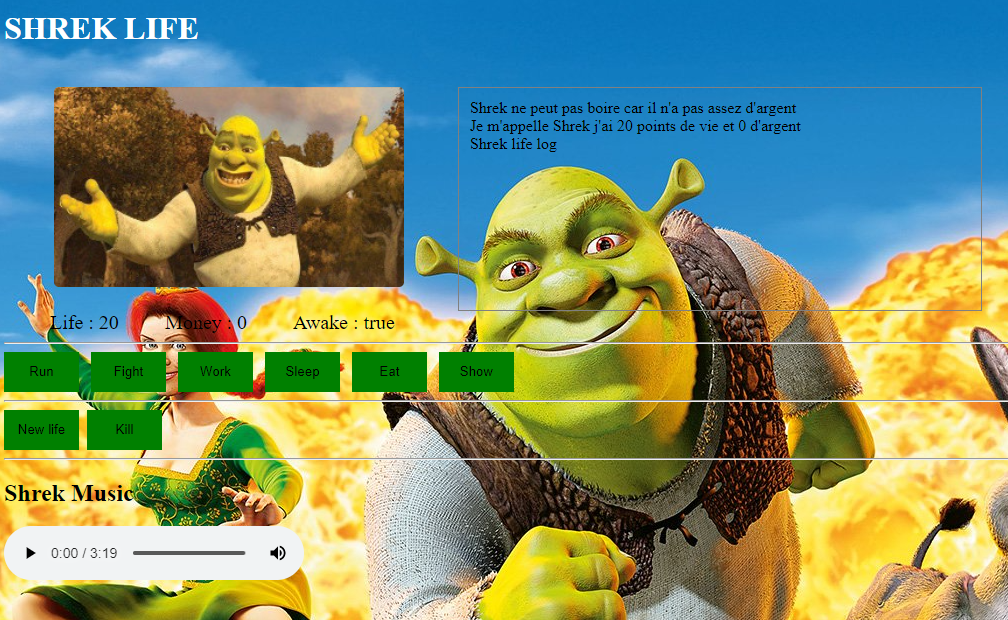 SHREK LIFE
Shrek ne peut pas boire car il n'a pas assez d'argent
Je m'appelle Shrek j'ai 20 points de vie et 0 d'argent
Shrek life log
Life : 20 Money : 0 Awake : true
Run Fight Work Sleep Eat Show
New life Kill
Shrek Music
0:00 / 3:19